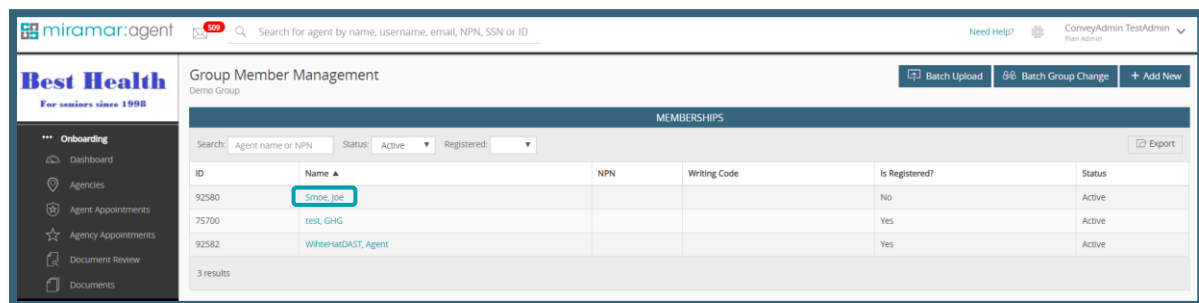 miramar:agent
509
Search for agent by name, username, email, NPN, SSN or ID
Need Help?
ConveyAdmin TestAdmin
Plan Admin
Best Health
For seniors since 1998
Group Member Management
Demo Group
Batch Upload
Batch Group Change
+ Add New
MEMBERSHIPS
••• Onboarding
Dashboard
Agencies
Agent Appointments
Agency Appointments
Document Review
Documents
Search: Agent name or NPN Status: Active ▼ Registered: ▼
Export
ID Name ▲ NPN Writing Code Is Registered? Status
92580 Smoe, Joe No Active
75700 test, GHG Yes Active
92582 WihteHatDAST, Agent Yes Active
3 results